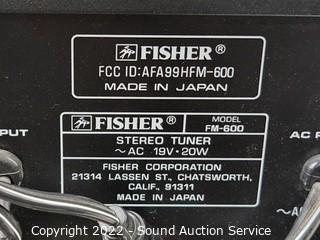 FISHER®
FCC ID:AFA99HFM-600
MADE IN JAPAN
FISHER®
MODEL
FM-600
STEREO TUNER
~AC 19V·20W
FISHER CORPORATION
21314 LASSEN ST., CHATSWORTH,
CALIF. 91311
MADE IN JAPAN
PUT
AC P
Copyright 2022 - Sound Auction Service